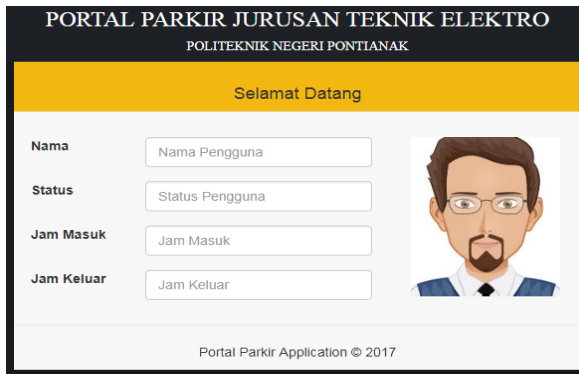 PORTAL PARKIR JURUSAN TEKNIK ELEKTRO
POLITEKNIK NEGERI PONTIANAK
Selamat Datang
Nama
Nama Pengguna
Status
Status Pengguna
Jam Masuk
Jam Masuk
Jam Keluar
Jam Keluar
Portal Parkir Application © 2017